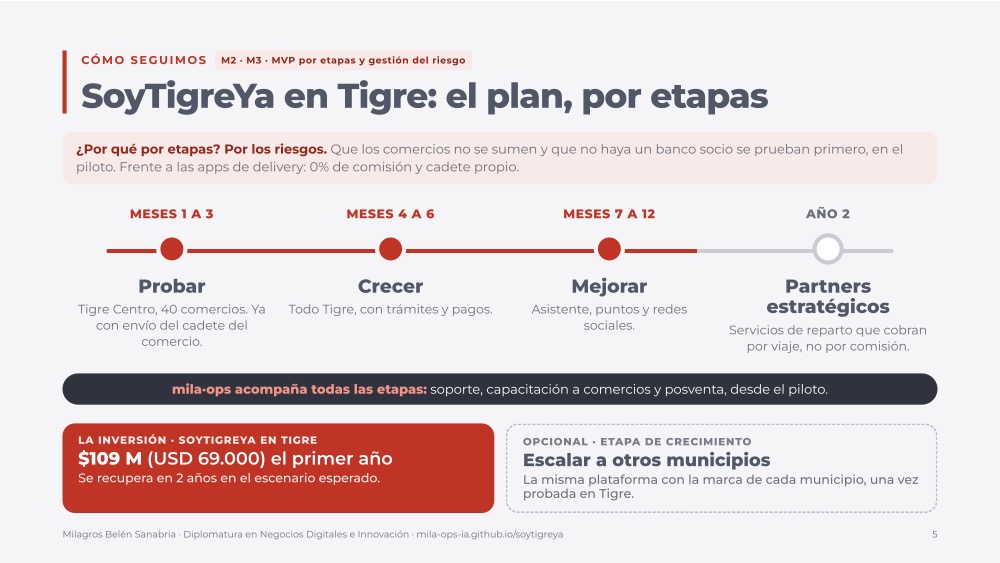 CÓMO SEGUIMOS M2 · M3 · MVP por etapas y gestión del riesgo
SoyTigreYa en Tigre: el plan, por etapas
¿Por qué por etapas? Por los riesgos. Que los comercios no se sumen y que no haya un banco socio se prueban primero, en el
piloto. Frente a las apps de delivery: 0% de comisión y cadete propio.
MESES 1 A 3
Probar
Tigre Centro, 40 comercios. Ya
con envío del cadete del
comercio.
MESES 4 A 6
Crecer
Todo Tigre, con trámites y pagos.
MESES 7 A 12
Mejorar
Asistente, puntos y redes
sociales.
AÑO 2
Partners
estratégicos
Servicios de reparto que cobran
por viaje, no por comisión.
mila·ops acompaña todas las etapas: soporte, capacitación a comercios y posventa, desde el piloto.
LA INVERSIÓN · SOYTIGREYA EN TIGRE
$109 M (USD 69.000) el primer año
Se recupera en 2 años en el escenario esperado.
OPCIONAL · ETAPA DE CRECIMIENTO
Escalar a otros municipios
La misma plataforma con la marca de cada municipio, una vez
probada en Tigre.
Milagros Belén Sanabria · Diplomatura en Negocios Digitales e Innovación · mila-ops-ia.github.io/soytigreya
5